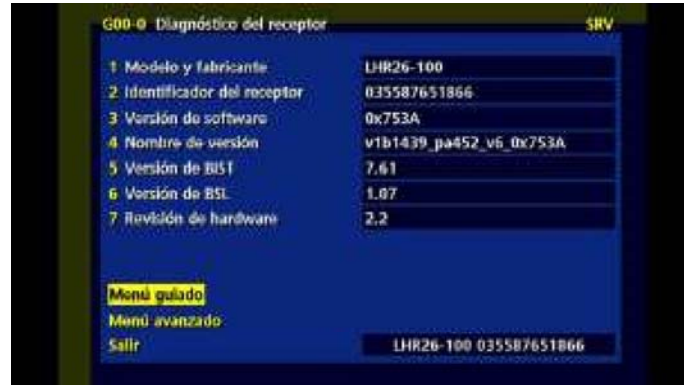 G00-0 Diagnóstico del receptor SRV
1 Modelo y fabricante LHR26-100
2 Identificador del receptor 035587651866
3 Versión de software 0x753A
4 Nombre de versión v1b1439_pa452_v6_0x753A
5 Versión de BIST 7.61
6 Versión de BSL 1.07
7 Revisión de hardware 2.2
Menú guiado
Menú avanzado
Salir LHR26-100 035587651866